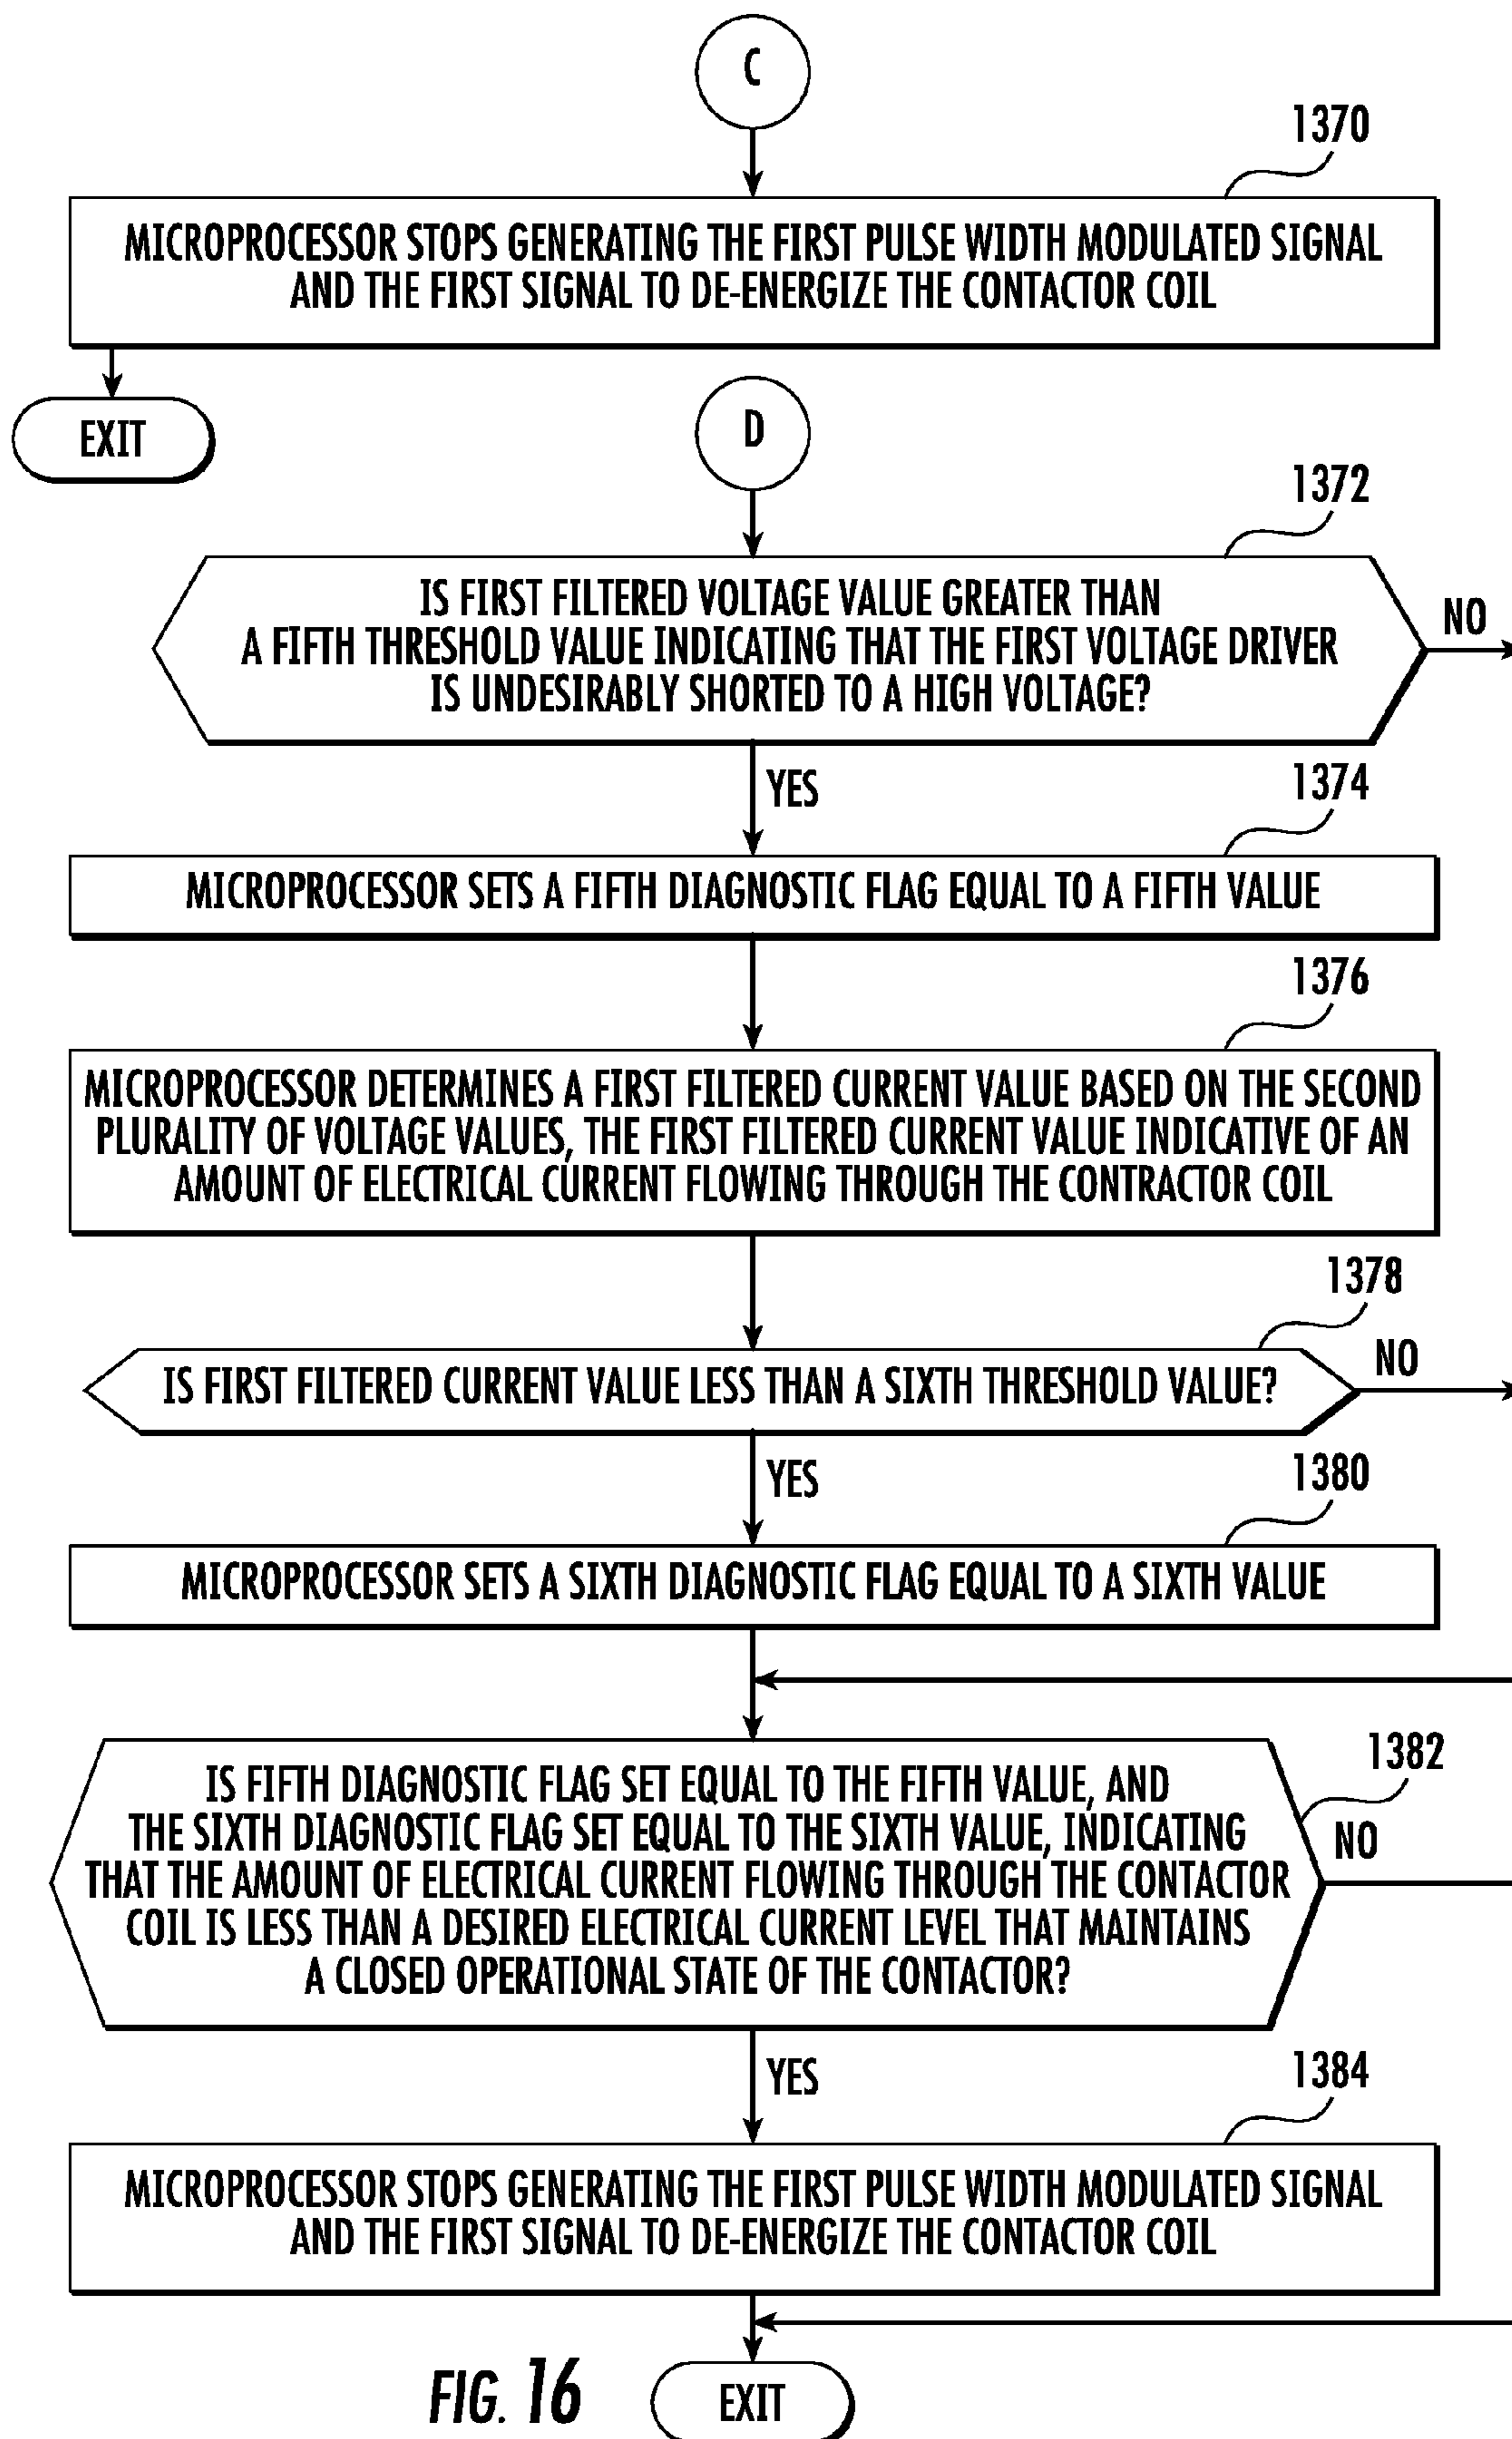 C
1370
MICROPROCESSOR STOPS GENERATING THE FIRST PULSE WIDTH MODULATED SIGNAL
AND THE FIRST SIGNAL TO DE-ENERGIZE THE CONTACTOR COIL
EXIT
D
1372
IS FIRST FILTERED VOLTAGE VALUE GREATER THAN
A FIFTH THRESHOLD VALUE INDICATING THAT THE FIRST VOLTAGE DRIVER
IS UNDESIRABLY SHORTED TO A HIGH VOLTAGE?
NO
YES
1374
MICROPROCESSOR SETS A FIFTH DIAGNOSTIC FLAG EQUAL TO A FIFTH VALUE
1376
MICROPROCESSOR DETERMINES A FIRST FILTERED CURRENT VALUE BASED ON THE SECOND
PLURALITY OF VOLTAGE VALUES, THE FIRST FILTERED CURRENT VALUE INDICATIVE OF AN
AMOUNT OF ELECTRICAL CURRENT FLOWING THROUGH THE CONTRACTOR COIL
1378
IS FIRST FILTERED CURRENT VALUE LESS THAN A SIXTH THRESHOLD VALUE?
NO
YES
1380
MICROPROCESSOR SETS A SIXTH DIAGNOSTIC FLAG EQUAL TO A SIXTH VALUE
1382
IS FIFTH DIAGNOSTIC FLAG SET EQUAL TO THE FIFTH VALUE, AND
THE SIXTH DIAGNOSTIC FLAG SET EQUAL TO THE SIXTH VALUE, INDICATING
THAT THE AMOUNT OF ELECTRICAL CURRENT FLOWING THROUGH THE CONTACTOR
COIL IS LESS THAN A DESIRED ELECTRICAL CURRENT LEVEL THAT MAINTAINS
A CLOSED OPERATIONAL STATE OF THE CONTACTOR?
NO
YES
1384
MICROPROCESSOR STOPS GENERATING THE FIRST PULSE WIDTH MODULATED SIGNAL
AND THE FIRST SIGNAL TO DE-ENERGIZE THE CONTACTOR COIL
EXIT
FIG. 16